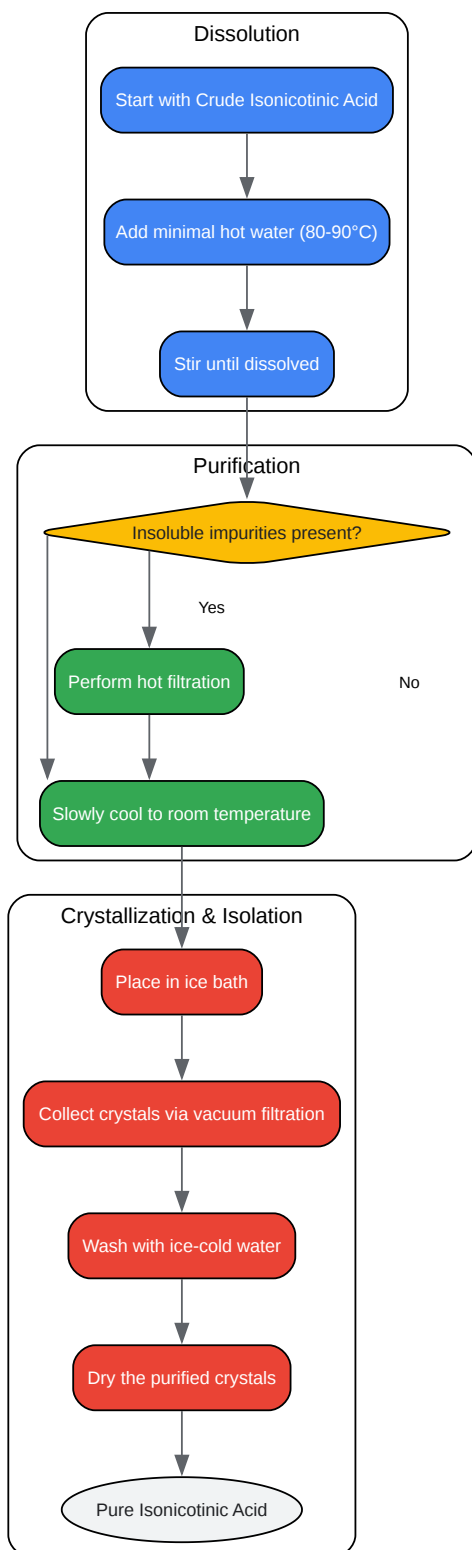 Dissolution
Start with Crude Isonicotinic Acid
Add minimal hot water (80-90°C)
Stir until dissolved
Purification
Insoluble impurities present?
Yes
Perform hot filtration
No
Slowly cool to room temperature
Crystallization & Isolation
Place in ice bath
Collect crystals via vacuum filtration
Wash with ice-cold water
Dry the purified crystals
Pure Isonicotinic Acid